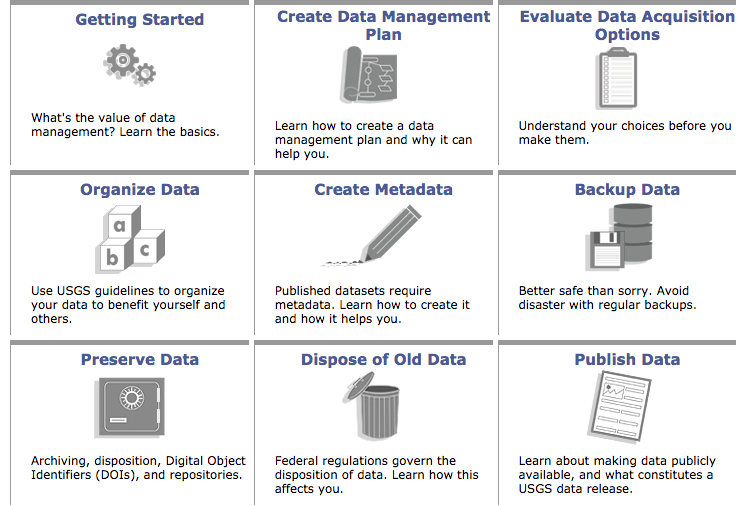 Getting Started
What's the value of data
management? Learn the basics.
Create Data Management
Plan
Learn how to create a data
management plan and why it can
help you.
Evaluate Data Acquisition
Options
Understand your choices before you
make them.
Organize Data
a
b
c
Use USGS guidelines to organize
your data to benefit yourself and
others.
Create Metadata
Published datasets require
metadata. Learn how to create it
and how it helps you.
Backup Data
Better safe than sorry. Avoid
disaster with regular backups.
Preserve Data
Archiving, disposition, Digital Object
Identifiers (DOIs), and repositories.
Dispose of Old Data
Federal regulations govern the
disposition of data. Learn how this
affects you.
Publish Data
Learn about making data publicly
available, and what constitutes a
USGS data release.